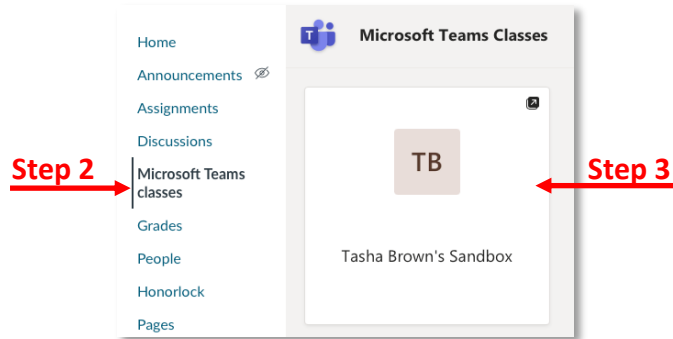 Home
Announcements
Assignments
Discussions
Step 2
Microsoft Teams
classes
Grades
People
Honorlock
Pages
T
Microsoft Teams Classes
TB
Step 3
Tasha Brown's Sandbox